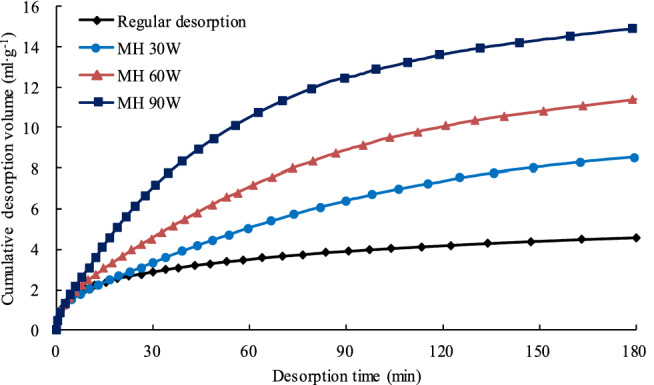 16
14
12
10
8
6
4
2
0
Cumulative desorption volume (ml·g⁻¹)
Regular desorption
MH 30W
MH 60W
MH 90W
0 30 60 90 120 150 180
Desorption time (min)